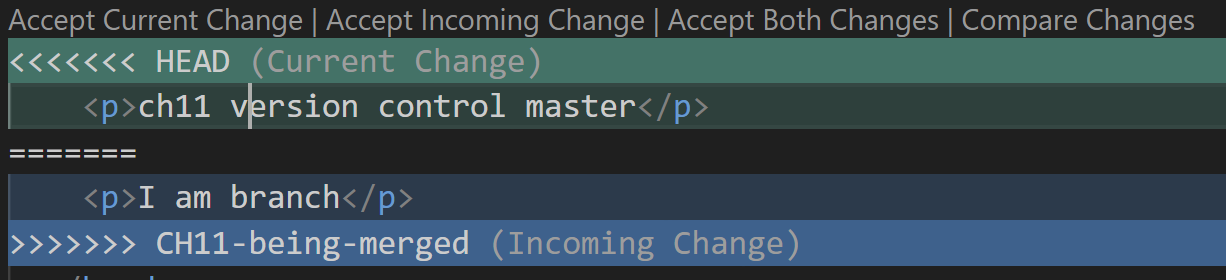 Accept Current Change | Accept Incoming Change | Accept Both Changes | Compare Changes
<<<<<<< HEAD (Current Change)
    <p>ch11 version control master</p>
=======
    <p>I am branch</p>
>>>>>>> CH11-being-merged (Incoming Change)